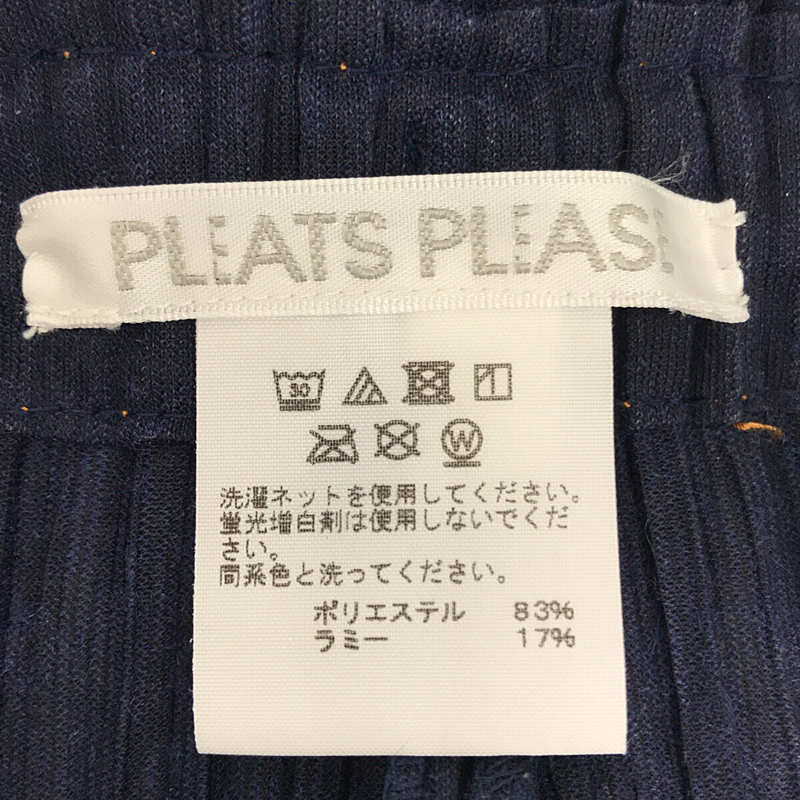 PLEATS PLEASE
30
W
洗濯ネットを使用してください。
蛍光増白剤は使用しないでくだ
さい。
同系色と洗ってください。
ポリエステル 83%
ラミー 17%